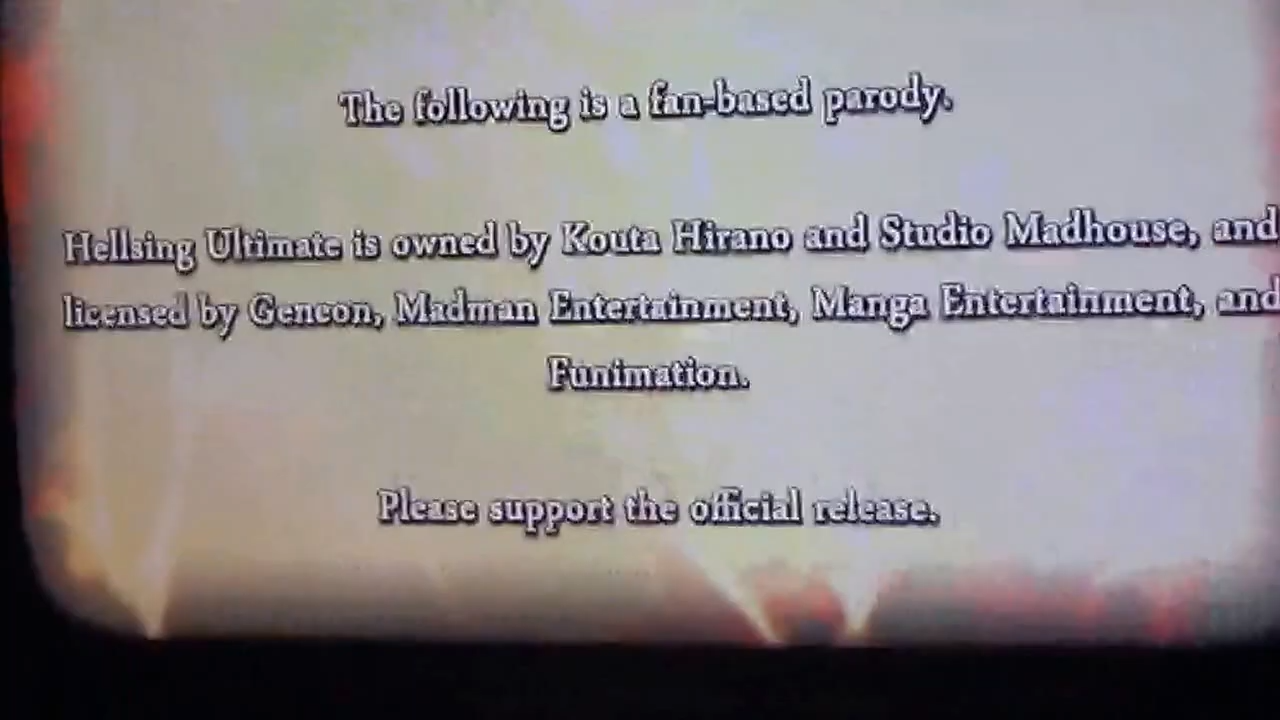 The following is a fan-based parody.
Hellsing Ultimate is owned by Kouta Hirano and Studio Madhouse, and
licensed by Gencon, Madman Entertainment, Manga Entertainment, and
Funimation.
Please support the official release.